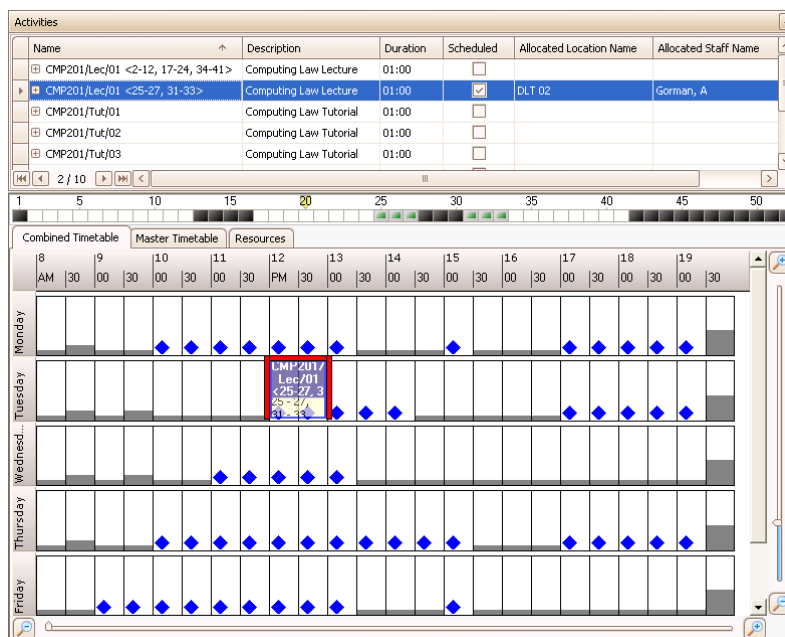 Activities
Name Description Duration Scheduled Allocated Location Name Allocated Staff Name
CMP201/Lec/01 <2-12, 17-24, 34-41> Computing Law Lecture 01:00
CMP201/Lec/01 <25-27, 31-33> Computing Law Lecture 01:00 DLT 02 Gorman, A
CMP201/Tut/01 Computing Law Tutorial 01:00
CMP201/Tut/02 Computing Law Tutorial 01:00
CMP201/Tut/03 Computing Law Tutorial 01:00
2 / 10
1 5 10 15 20 25 30 35 40 45 50
Combined Timetable Master Timetable Resources
8 9 10 11 12 13 14 15 16 17 18 19
AM 30 00 30 00 30 00 30 PM 30 00 30 00 30 00 30 00 30 00 30 00 30 00 30
Monday
CMP201/
Lec/01
<25-27, 3
25 - 27,
31 - 33
Tuesday
Wednesd...
Thursday
Friday